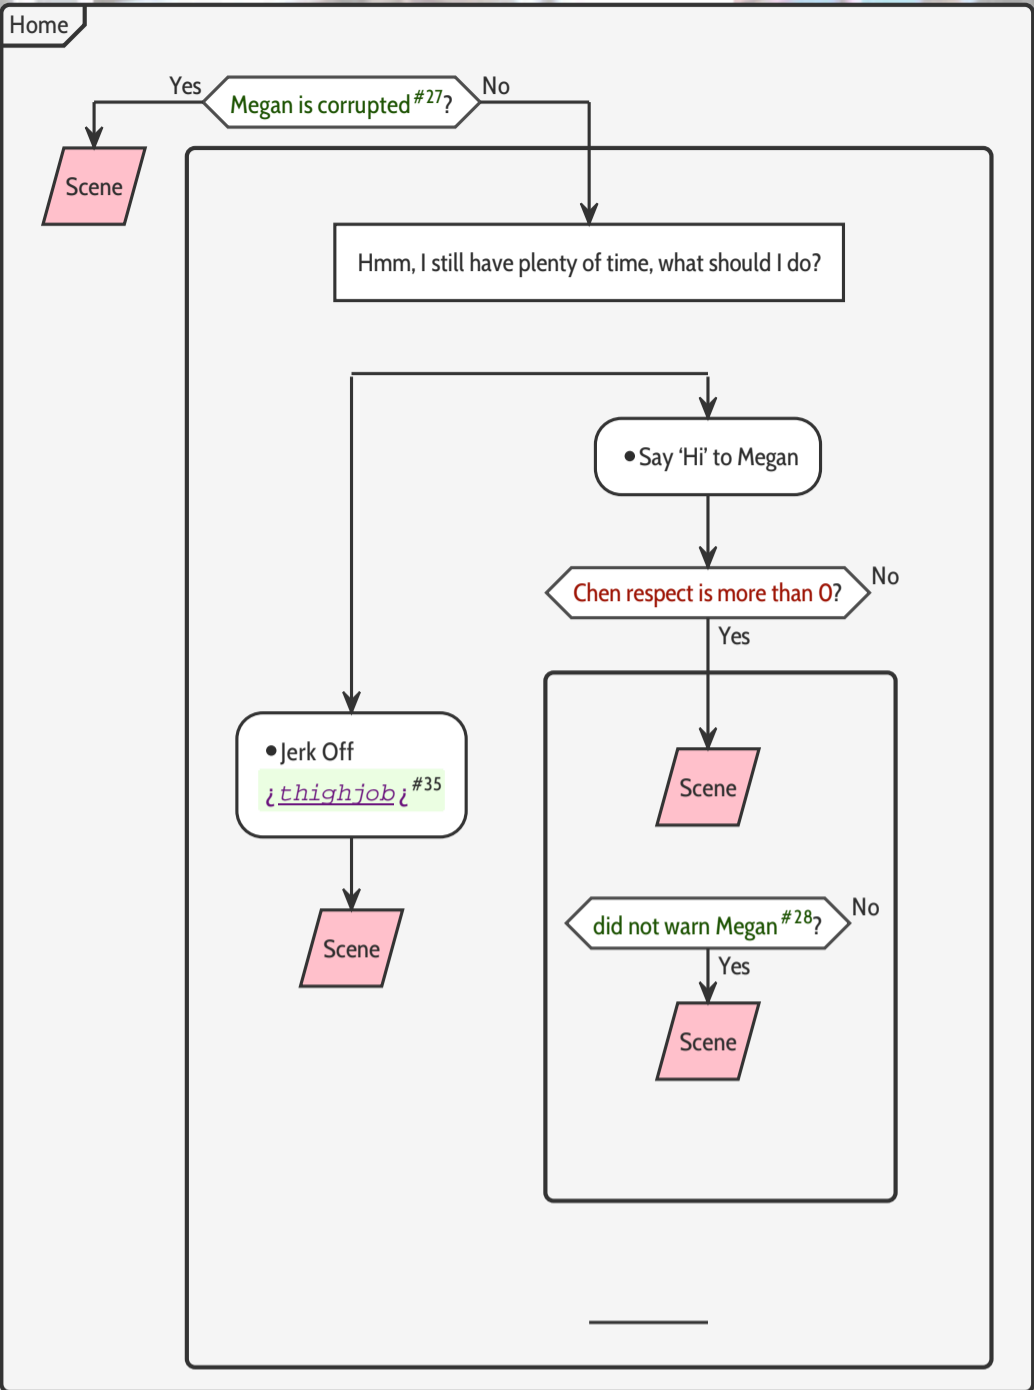 Home
Yes
Megan is corrupted#27?
No
Scene
Hmm, I still have plenty of time, what should I do?
•Say ‘Hi’ to Megan
Chen respect is more than 0?
No
Yes
•Jerk Off
¿thighjob¿#35
Scene
Scene
did not warn Megan#28?
No
Yes
Scene